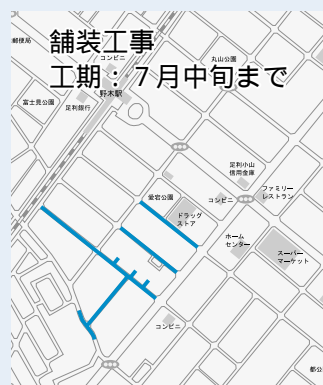 舗装工事
工期：７月中旬まで
郵便局
コンビニ
丸山公園
富士見公園
足利銀行
野木駅
足利小山
信用金庫
愛宕公園
コンビニ
ファミリー
レストラン
ドラッグ
ストア
ホーム
センター
スーパー
マーケット
コンビニ
都公